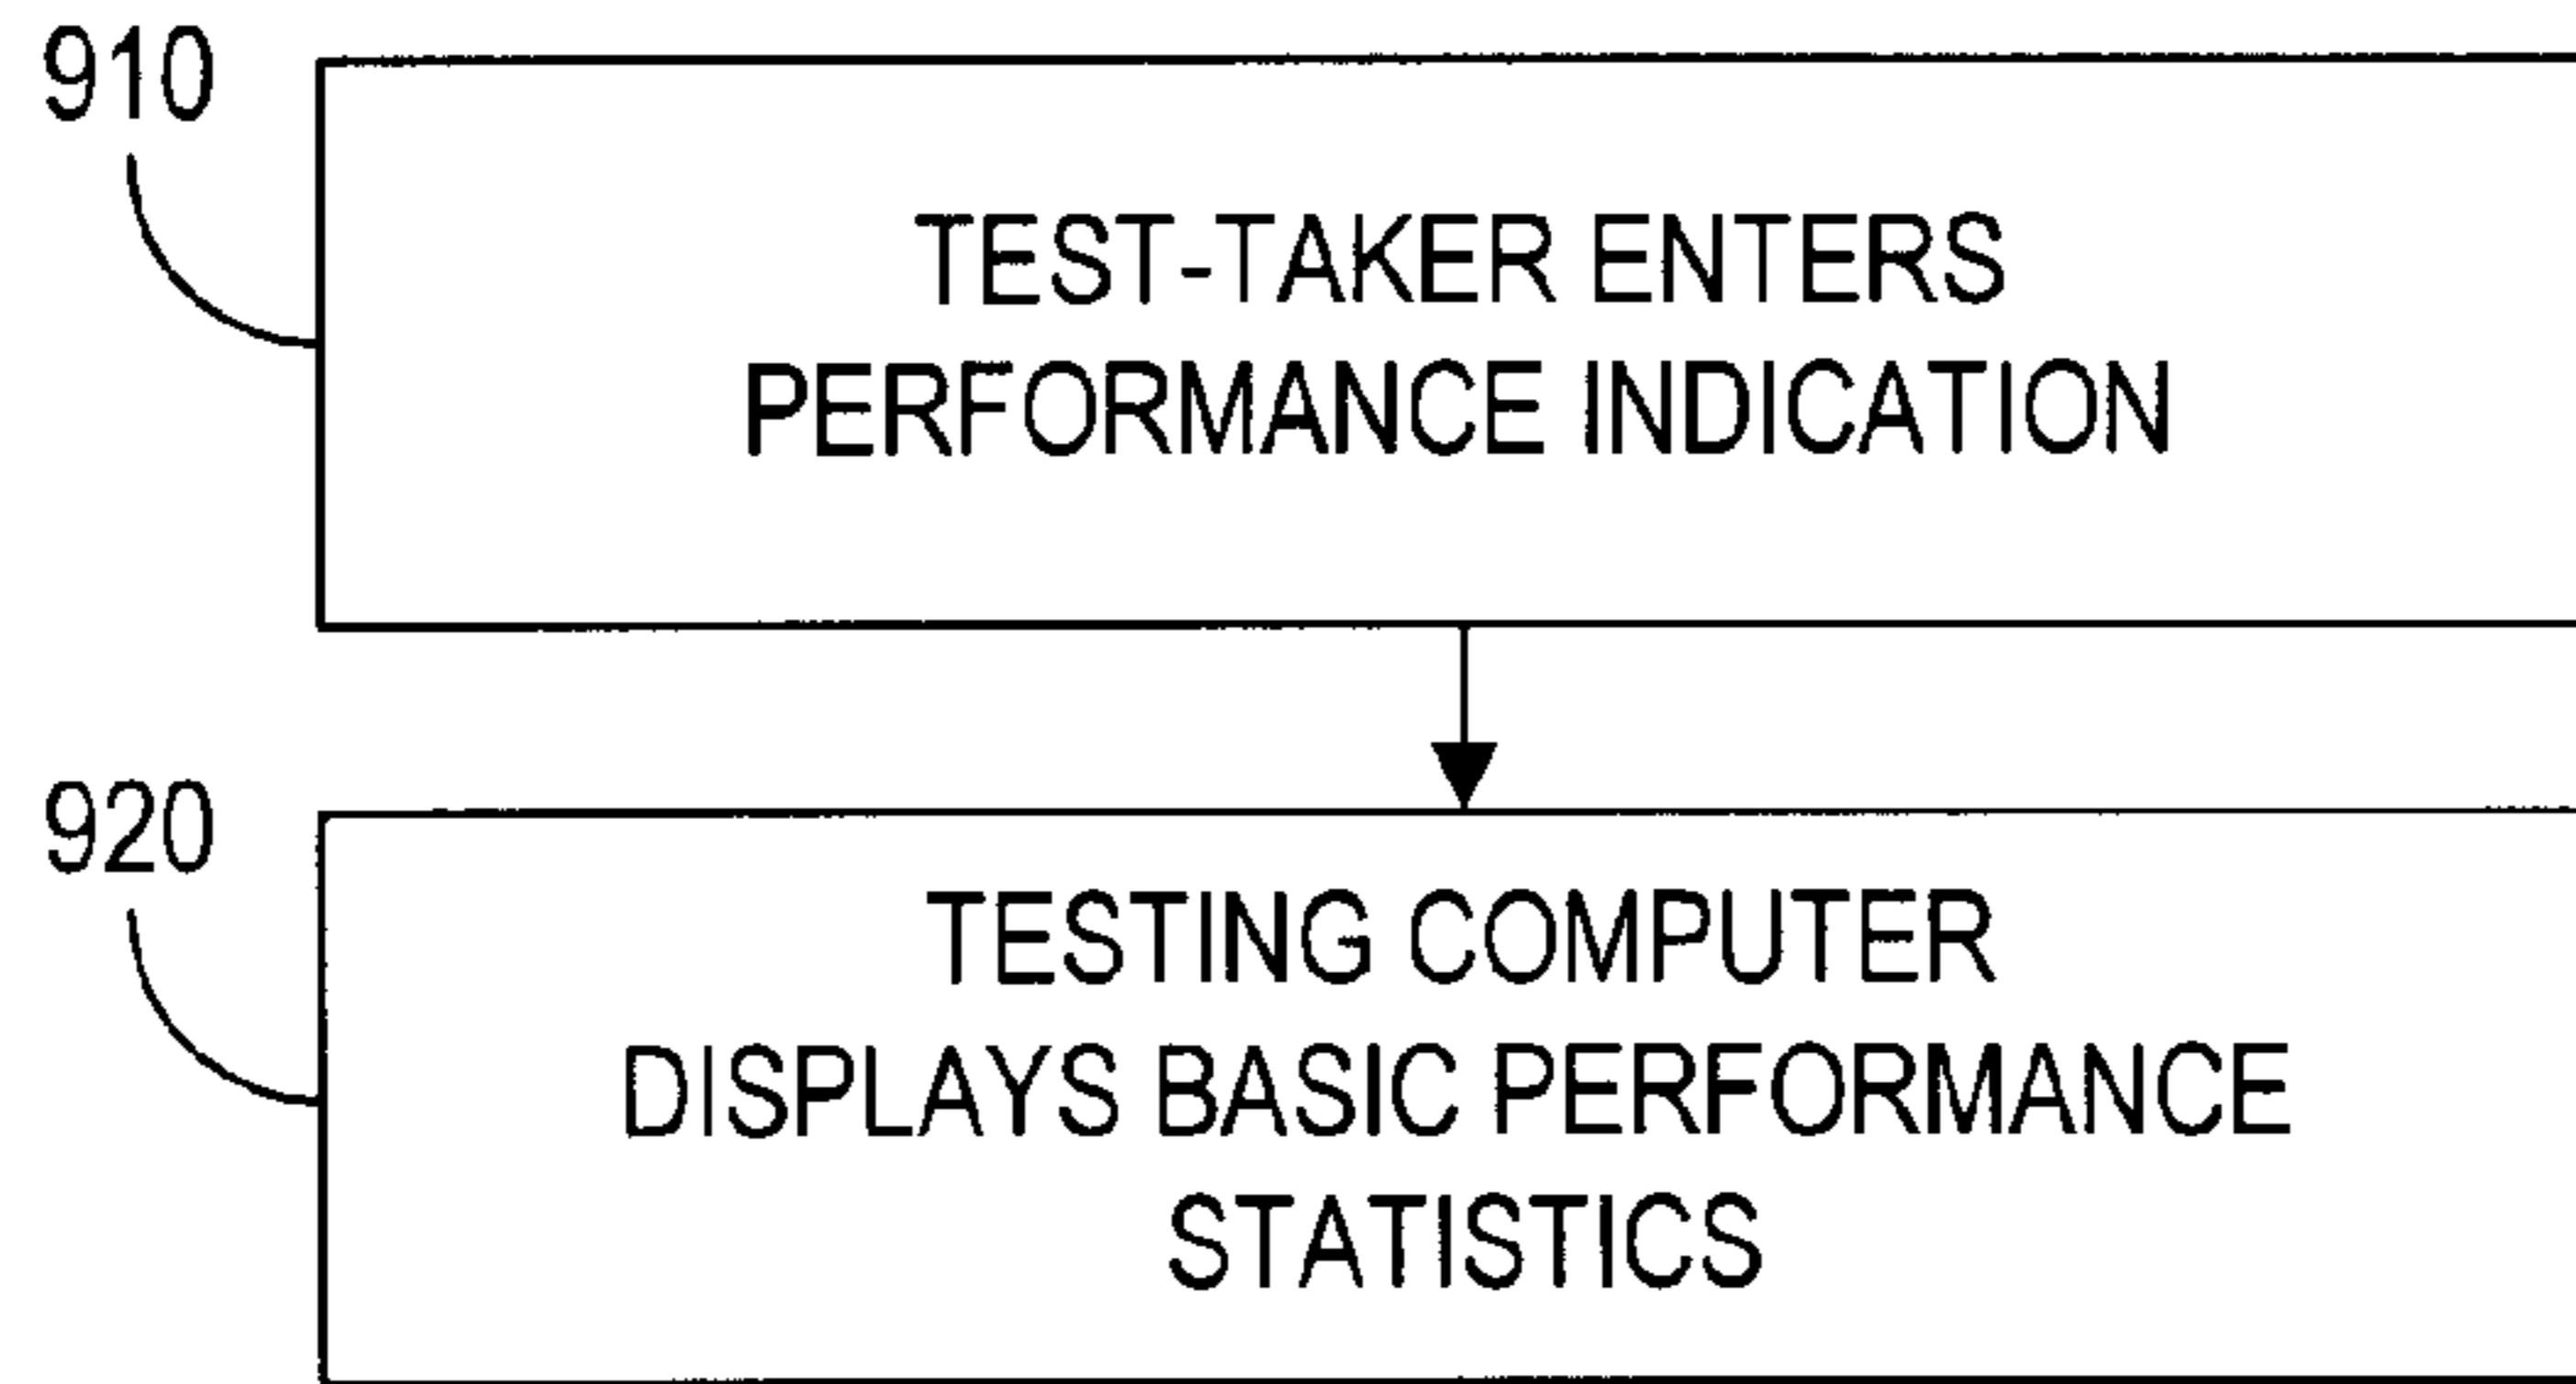 910
TEST-TAKER ENTERS
PERFORMANCE INDICATION
920
TESTING COMPUTER
DISPLAYS BASIC PERFORMANCE
STATISTICS